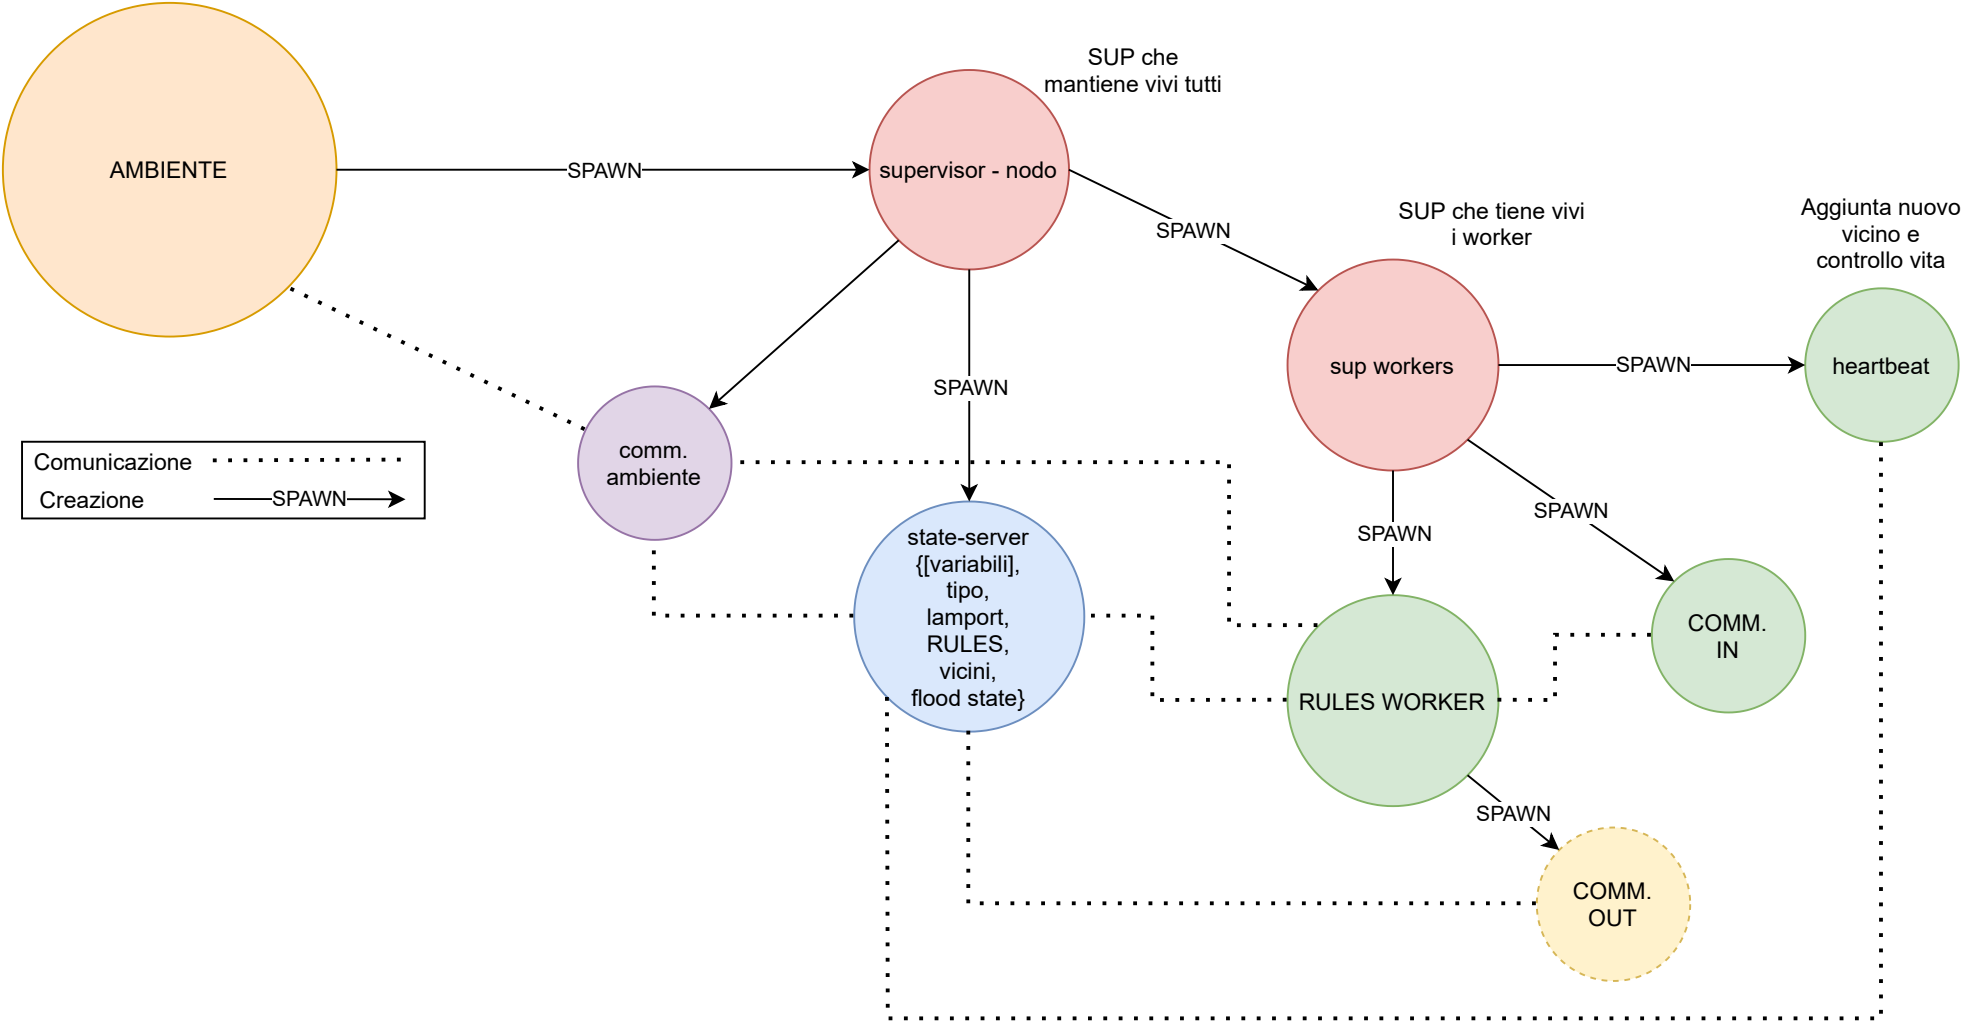 SUP che
mantiene vivi tutti
AMBIENTE
SPAWN
supervisor - nodo
SPAWN
SUP che tiene vivi
i worker
Aggiunta nuovo
vicino e
controllo vita
sup workers
SPAWN
heartbeat
SPAWN
comm.
ambiente
Comunicazione
Creazione
SPAWN
state-server
{[variabili],
tipo,
lamport,
RULES,
vicini,
flood state}
SPAWN
SPAWN
COMM.
IN
RULES WORKER
SPAWN
COMM.
OUT